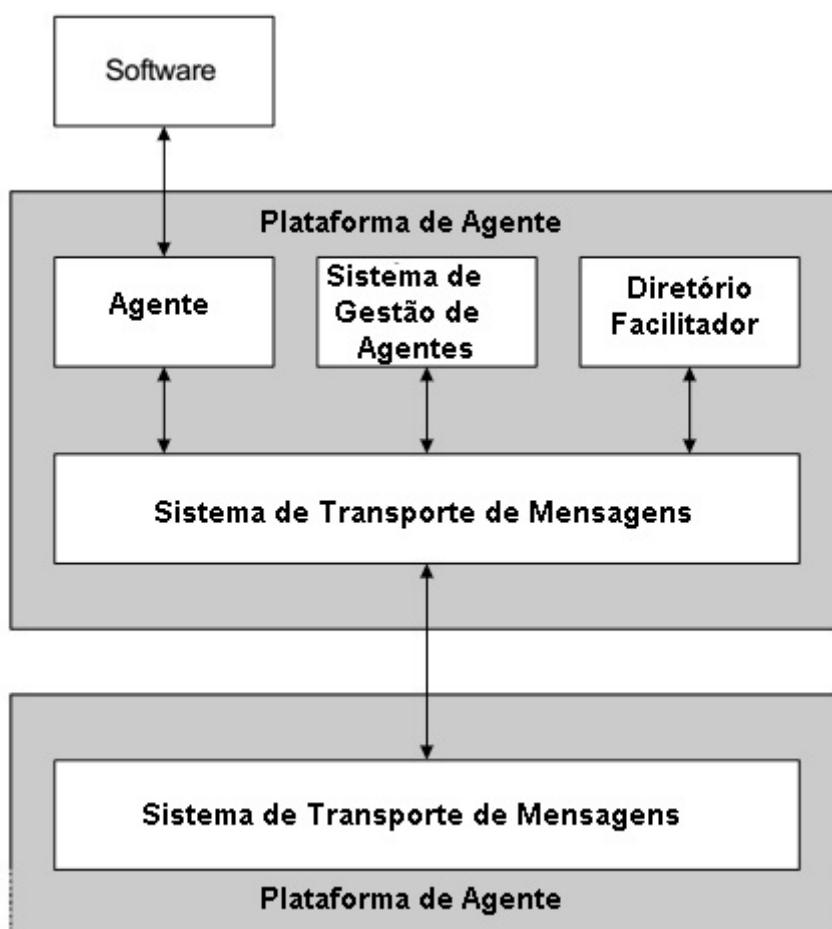 Software
Plataforma de Agente
Agente
Sistema de
Gestão de
Agentes
Diretório
Facilitador
Sistema de Transporte de Mensagens
Sistema de Transporte de Mensagens
Plataforma de Agente